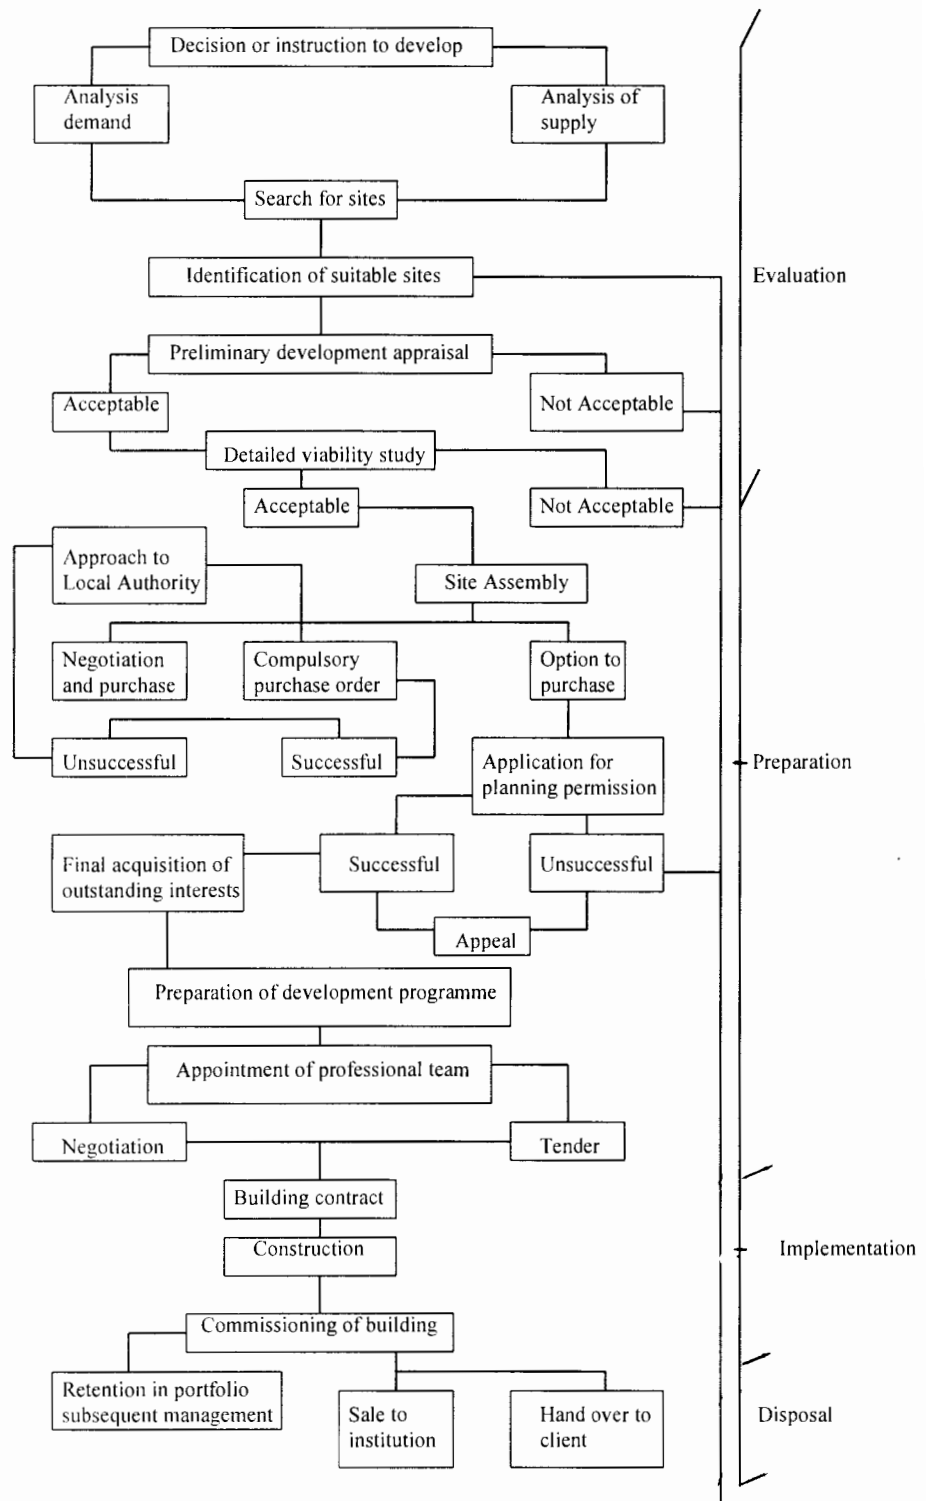 Decision or instruction to develop
Analysis
demand
Analysis of
supply
Search for sites
Identification of suitable sites
Evaluation
Preliminary development appraisal
Acceptable
Not Acceptable
Detailed viability study
Acceptable
Not Acceptable
Approach to
Local Authority
Site Assembly
Negotiation
and purchase
Compulsory
purchase order
Option to
purchase
Unsuccessful
Successful
Application for
planning permission
Preparation
Final acquisition of
outstanding interests
Successful
Unsuccessful
Appeal
Preparation of development programme
Appointment of professional team
Negotiation
Tender
Building contract
Construction
Implementation
Commissioning of building
Retention in portfolio
subsequent management
Sale to
institution
Hand over to
client
Disposal